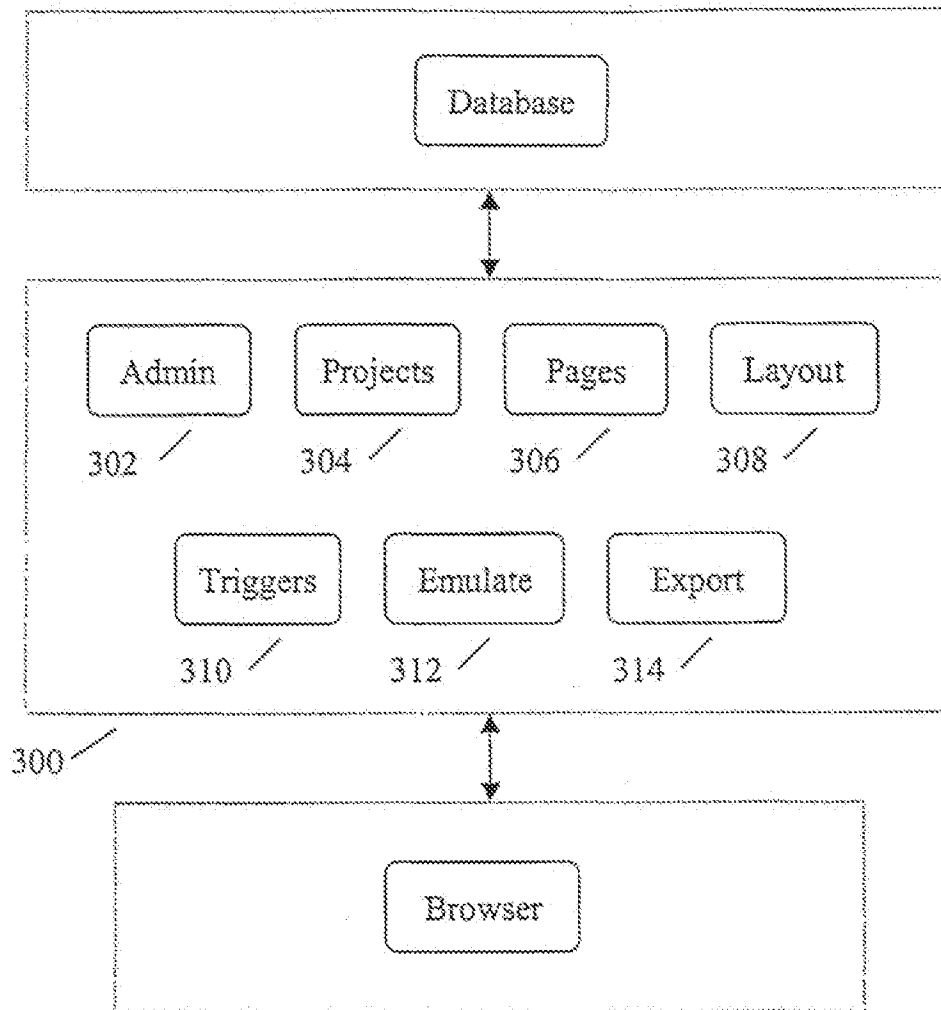 Database
Admin Projects Pages Layout
302 304 306 308
Triggers Emulate Export
310 312 314
300
Browser